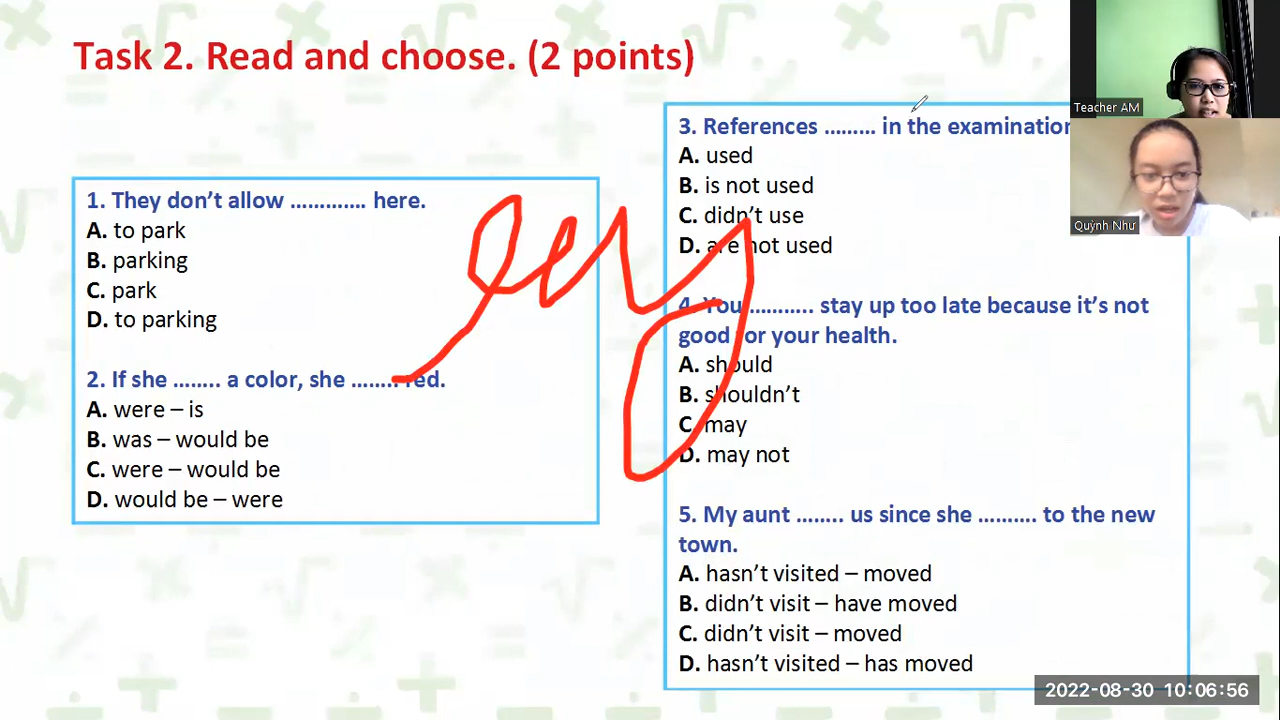 Task 2. Read and choose. (2 points)
1. They don't allow …………. here.
A. to park
B. parking
C. park
D. to parking
2. If she …….. a color, she …….. red.
A. were – is
B. was – would be
C. were – would be
D. would be – were
3. References ……… in the examination
A. used
B. is not used
C. didn't use
D. are not used
4. You ……….. stay up too late because it's not
good for your health.
A. should
B. shouldn't
C. may
D. may not
5. My aunt …….. us since she ………. to the new
town.
A. hasn't visited – moved
B. didn't visit – have moved
C. didn't visit – moved
D. hasn't visited – has moved
Teacher AM
Quỳnh Như
2022-08-30 10:06:56